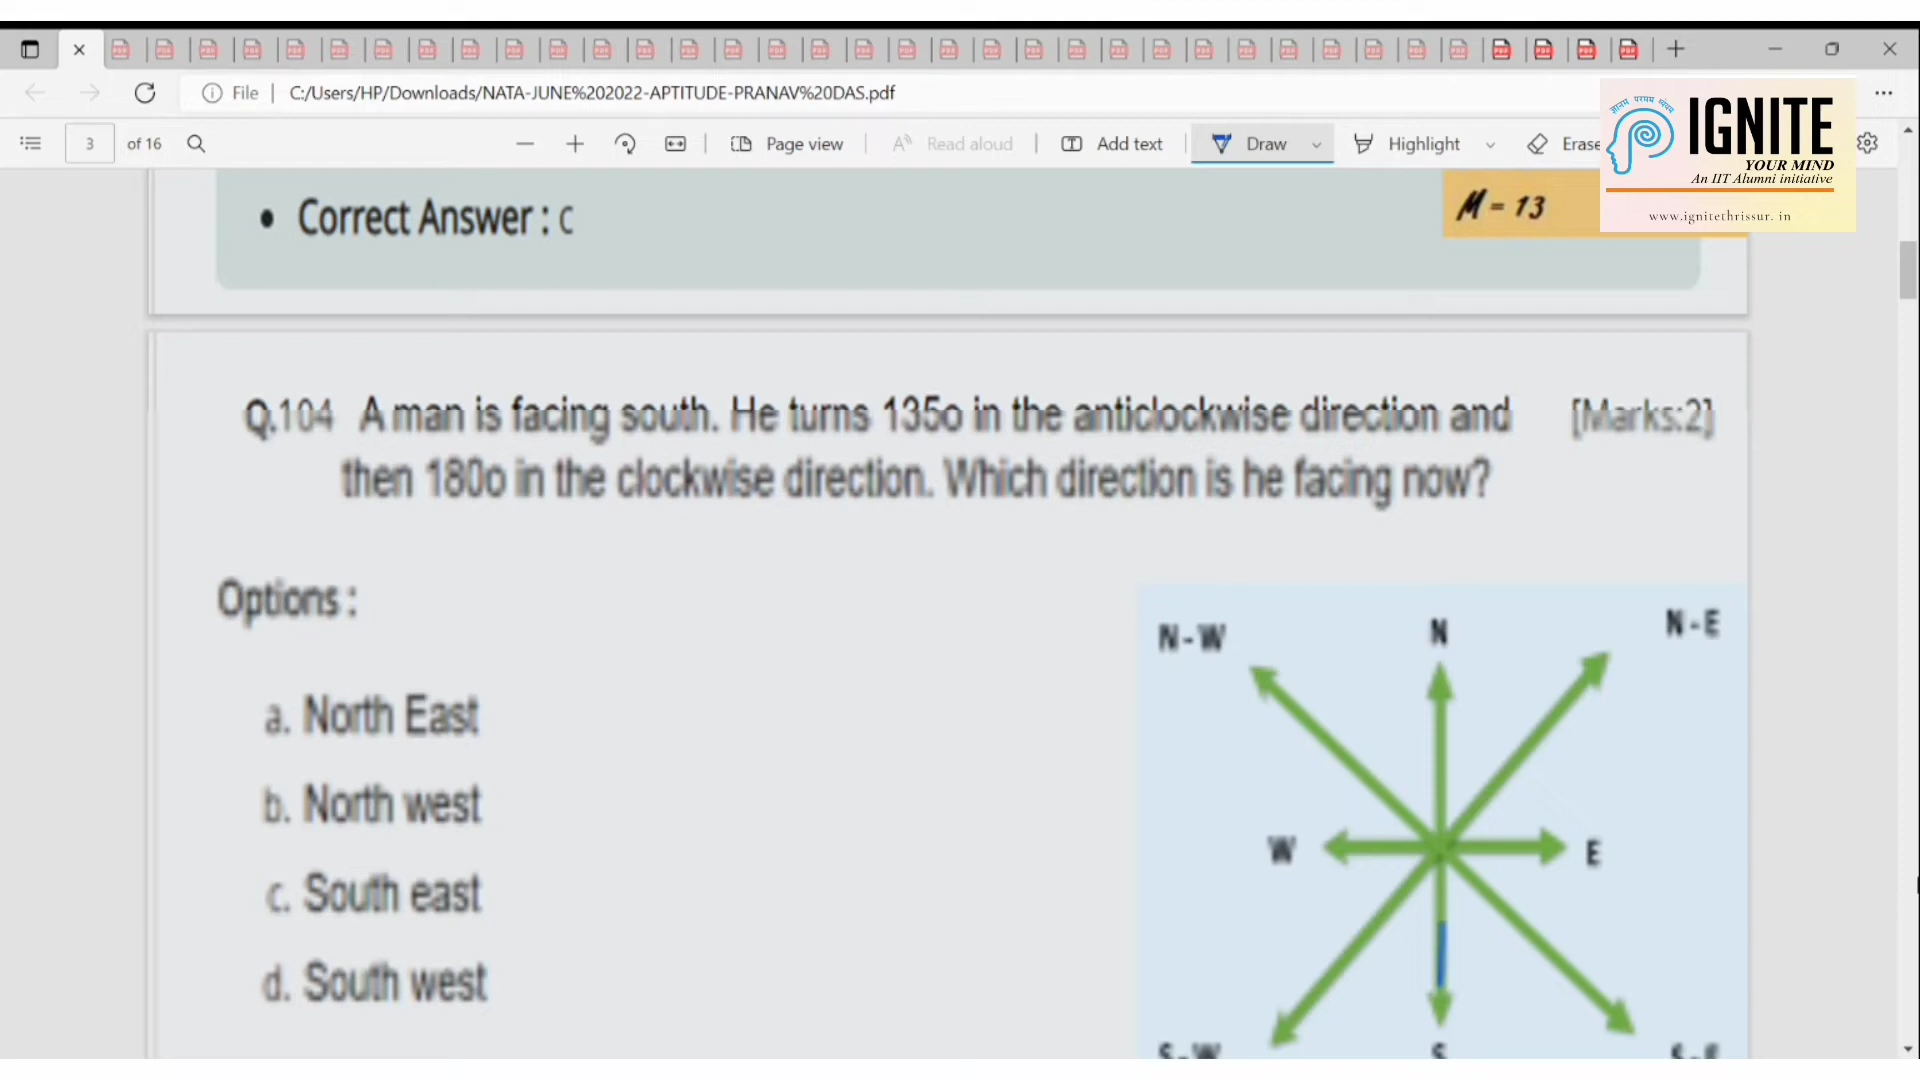 File
C:/Users/HP/Downloads/NATA-JUNE%202022-APTITUDE-PRANAV%20DAS.pdf
3 of 16
Page view
Read aloud
Add text
Draw
Highlight
Erase
IGNITE
YOUR MIND
An IIT Alumni initiative
www.ignitethrissur. in
• Correct Answer : C
M = 13
Q.104 A man is facing south. He turns 135o in the anticlockwise direction and [Marks:2]
then 180o in the clockwise direction. Which direction is he facing now?
Options :
a. North East
b. North west
c. South east
d. South west
N - W
N
N - E
W
E
S - W
S
S - E